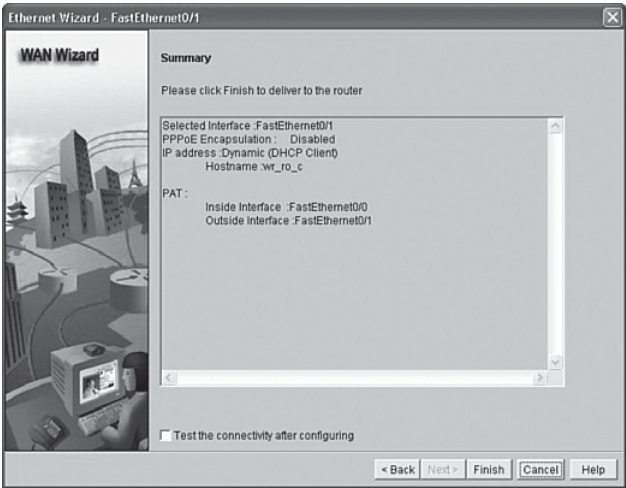 Ethernet Wizard - FastEthernet0/1
WAN Wizard
Summary
Please click Finish to deliver to the router
Selected Interface :FastEthernet0/1
PPPoE Encapsulation : Disabled
IP address :Dynamic (DHCP Client)
Hostname :wr_ro_c
PAT :
Inside Interface :FastEthernet0/0
Outside Interface :FastEthernet0/1
Test the connectivity after configuring
< Back Next > Finish Cancel Help